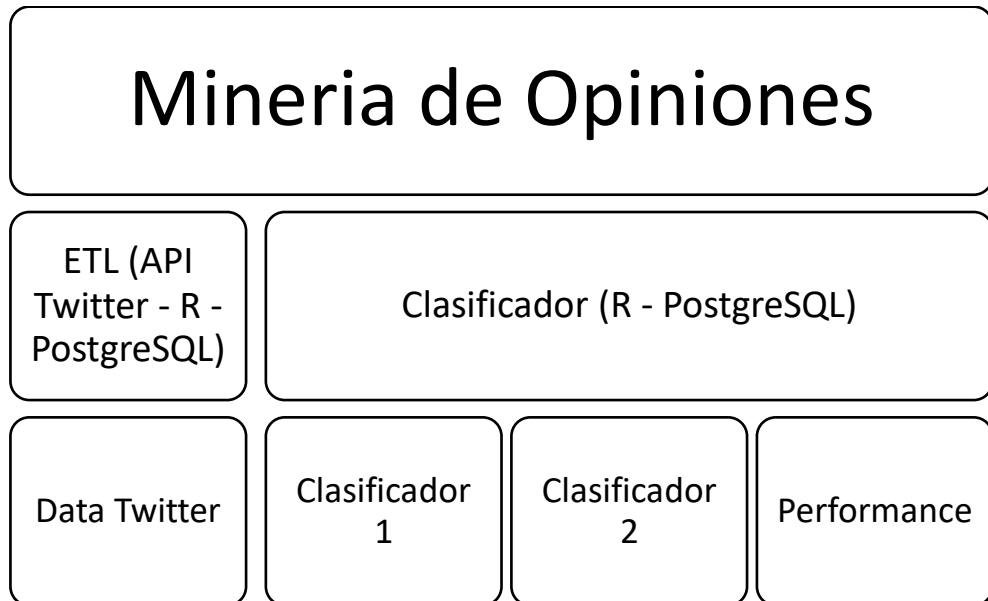 Mineria de Opiniones
ETL (API
Twitter - R -
PostgreSQL)
Clasificador (R - PostgreSQL)
Data Twitter
Clasificador
1
Clasificador
2
Performance